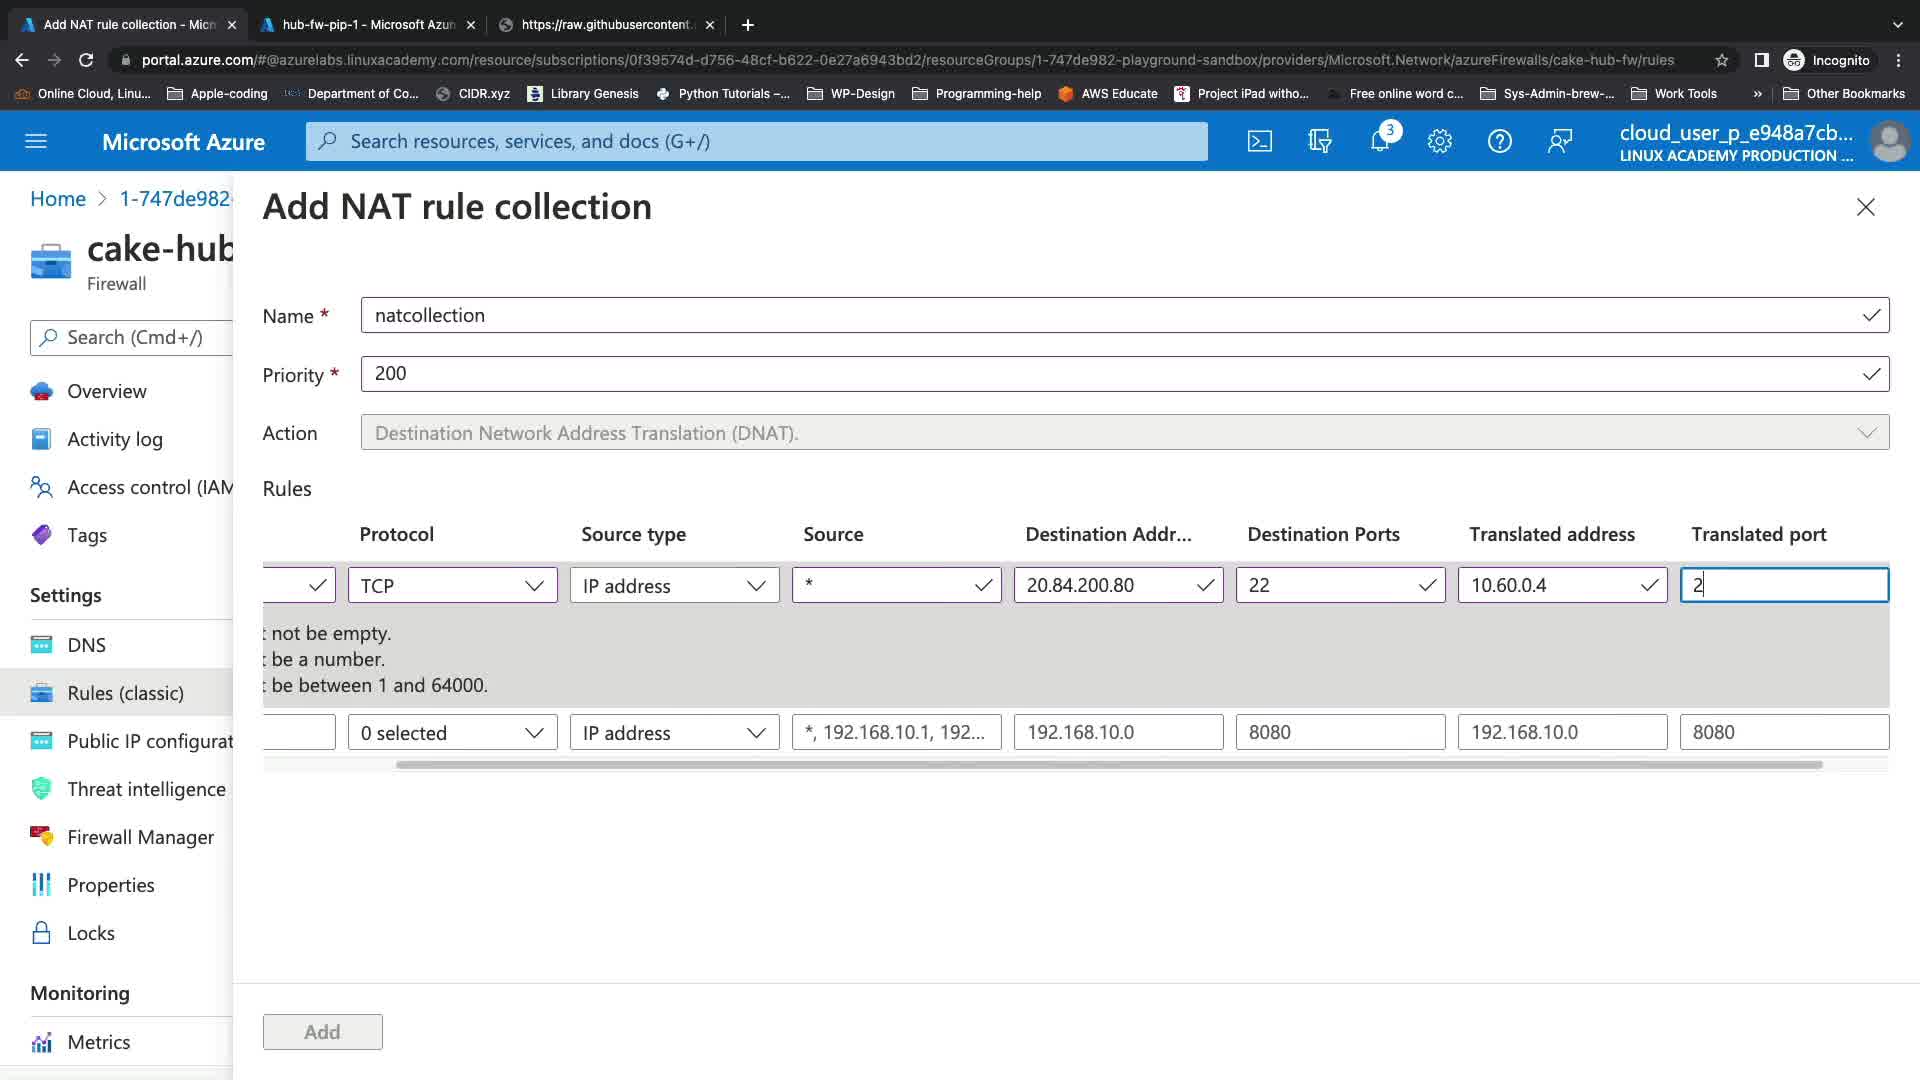 Add NAT rule collection - Micr
hub-fw-pip-1 - Microsoft Azur
https://raw.githubusercontent.
portal.azure.com/#@azurelabs.linuxacademy.com/resource/subscriptions/0f39574d-d756-48cf-b622-0e27a6943bd2/resourceGroups/1-747de982-playground-sandbox/providers/Microsoft.Network/azureFirewalls/cake-hub-fw/rules
Incognito
Online Cloud, Linu...
Apple-coding
Department of Co...
CIDR.xyz
Library Genesis
Python Tutorials –...
WP-Design
Programming-help
AWS Educate
Project iPad witho...
Free online word c...
Sys-Admin-brew-...
Work Tools
»
Other Bookmarks
Microsoft Azure
Search resources, services, and docs (G+/)
3
cloud_user_p_e948a7cb...
LINUX ACADEMY PRODUCTION ...
Home > 1-747de982-
cake-hub
Firewall
Search (Cmd+/)
Overview
Activity log
Access control (IAM
Tags
Settings
DNS
Rules (classic)
Public IP configurat
Threat intelligence
Firewall Manager
Properties
Locks
Monitoring
Metrics
Add NAT rule collection
Name *
natcollection
Priority *
200
Action
Destination Network Address Translation (DNAT).
Rules
Protocol Source type Source Destination Addr... Destination Ports Translated address Translated port
TCP IP address * 20.84.200.80 22 10.60.0.4 2
t not be empty.
t be a number.
t be between 1 and 64000.
0 selected IP address *, 192.168.10.1, 192... 192.168.10.0 8080 192.168.10.0 8080
Add